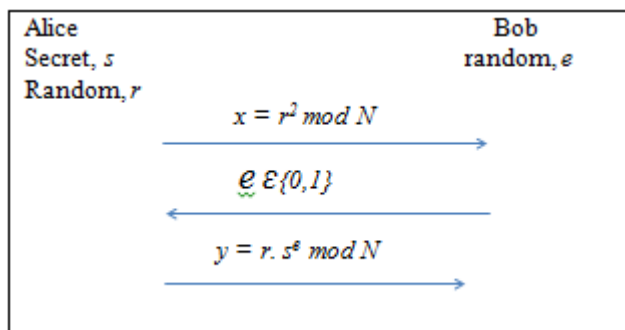 Alice
Bob
Secret, s
random, e
Random, r
x = r² mod N
e ε{0,1}
y = r. sᵉ mod N